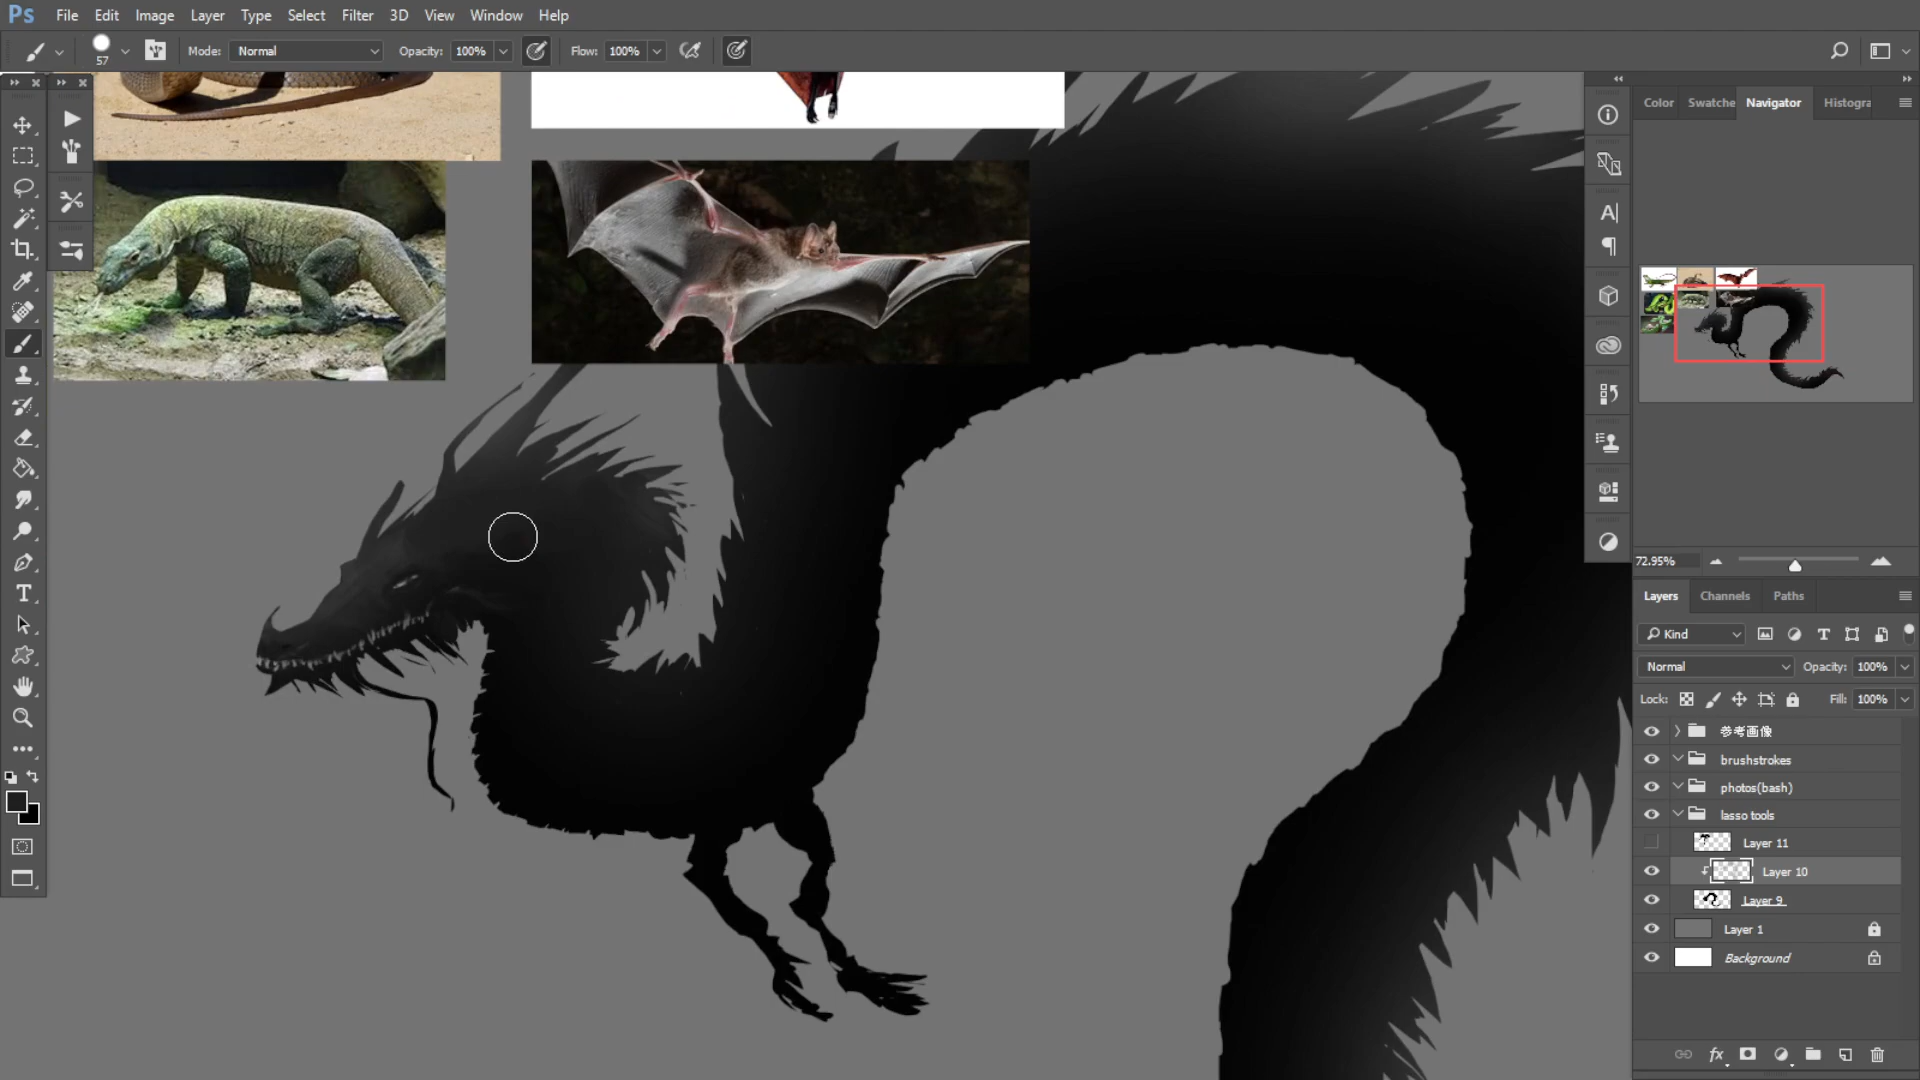 Ps File Edit Image Layer Type Select Filter 3D View Window Help
57 Mode: Normal Opacity: 100% Flow: 100%
Color Swatche Navigator Histogra
72.95%
Layers Channels Paths
Kind
Normal Opacity: 100%
Lock: Fill: 100%
参考画像
brushstrokes
photos(bash)
lasso tools
Layer 11
Layer 10
Layer 9
Layer 1
Background